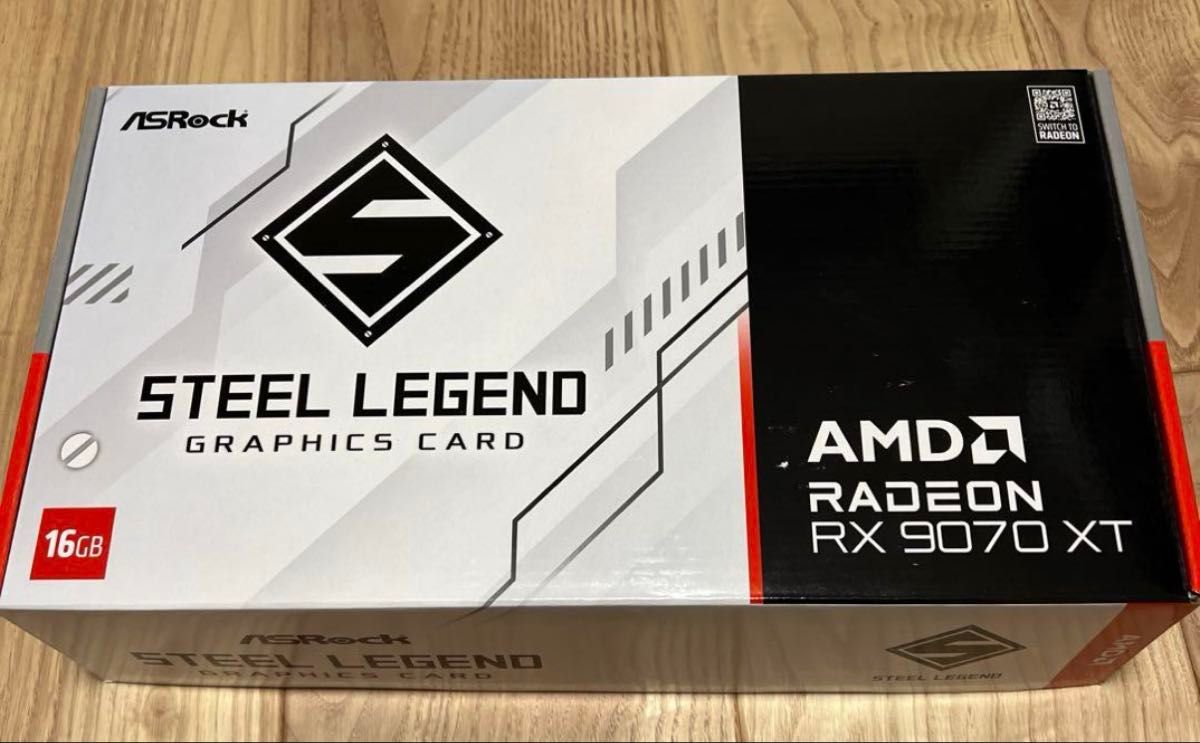 ASRock
SWITCH TO
RADEON
STEEL LEGEND
GRAPHICS CARD
16GB
AMD
RADEON
RX 9070 XT
ASRock
STEEL LEGEND
GRAPHICS CARD
STEEL LEGEND
AMD